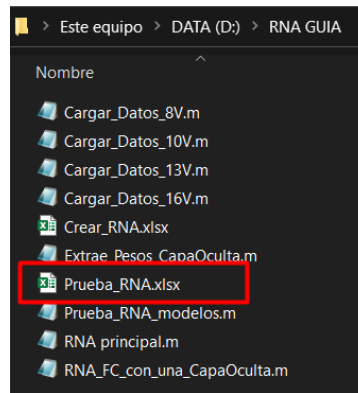 Este equipo > DATA (D:) > RNA GUIA
Nombre
Cargar_Datos_8V.m
Cargar_Datos_10V.m
Cargar_Datos_13V.m
Cargar_Datos_16V.m
Crear_RNA.xlsx
Extrae_Pesos_CapaOculta.m
Prueba_RNA.xlsx
Prueba_RNA_modelos.m
RNA principal.m
RNA_FC_con_una_CapaOculta.m